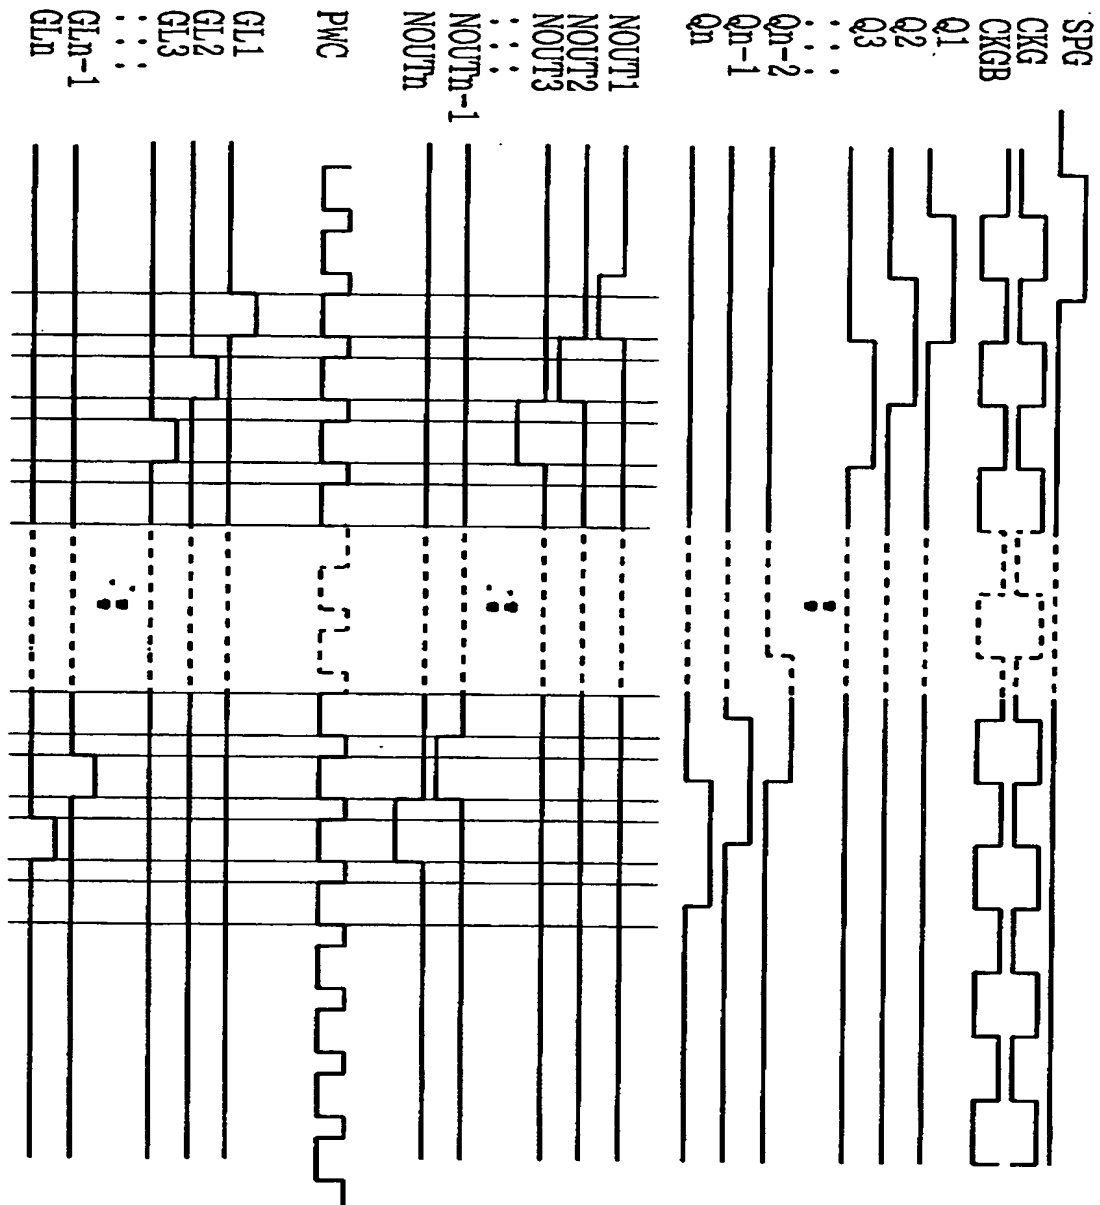 SPG
CKG
CKGB
Q1
Q2
Q3
Qn-2
Qn-1
Qn
NOUT1
NOUT2
NOUT3
NOUTn-1
NOUTn
PWC
GL1
GL2
GL3
GLn-1
GLn